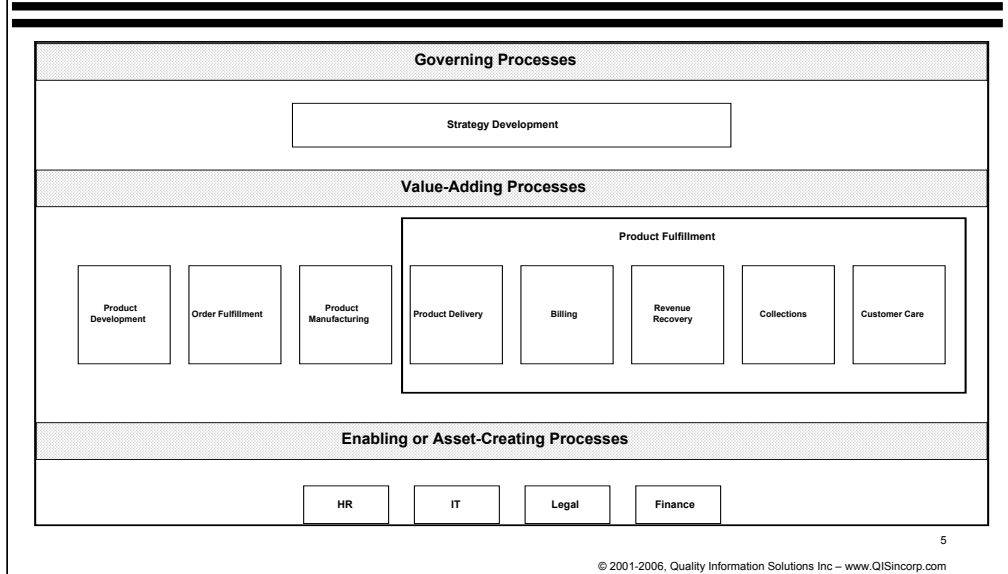 Governing Processes
Strategy Development
Value-Adding Processes
Product Fulfillment
Product
Development
Order Fulfillment
Product
Manufacturing
Product Delivery
Billing
Revenue
Recovery
Collections
Customer Care
Enabling or Asset-Creating Processes
HR
IT
Legal
Finance
5
© 2001-2006, Quality Information Solutions Inc – www.QISincorp.com